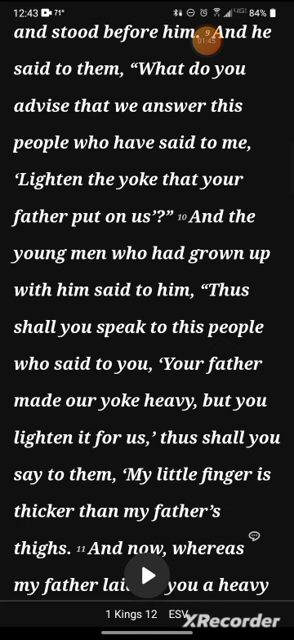 12:43 71° 4G 84%
and stood before him. 9 And he
01:45
said to them, “What do you
advise that we answer this
people who have said to me,
‘Lighten the yoke that your
father put on us’?” 10 And the
young men who had grown up
with him said to him, “Thus
shall you speak to this people
who said to you, ‘Your father
made our yoke heavy, but you
lighten it for us,’ thus shall you
say to them, ‘My little finger is
thicker than my father’s
thighs. 11 And now, whereas
my father you a heavy
1 Kings 12 ESV
XRecorder